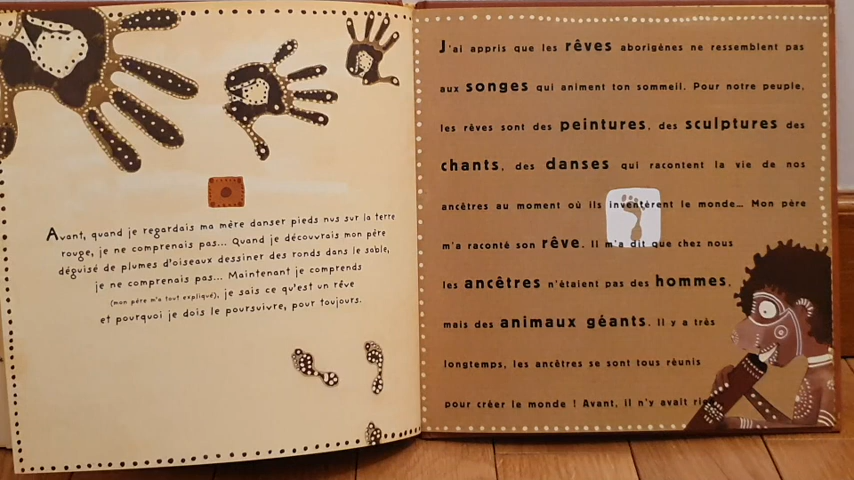 Avant, quand je regardais ma mère danser pieds nus sur la terre
rouge, je ne comprenais pas... Quand je découvrais mon père
déguisé de plumes d'oiseaux dessiner des ronds dans le sable,
je ne comprenais pas... Maintenant je comprends
(mon père m'a tout expliqué), je sais ce qu'est un rêve
et pourquoi je dois le poursuivre, pour toujours.
J'ai appris que les rêves aborigènes ne ressemblent pas
aux songes qui animent ton sommeil. Pour notre peuple,
les rêves sont des peintures, des sculptures des
chants, des danses qui racontent la vie de nos
ancêtres au moment où ils inventèrent le monde... Mon père
m'a raconté son rêve. Il m'a dit que chez nous
les ancêtres n'étaient pas des hommes,
mais des animaux géants. Il y a très
longtemps, les ancêtres se sont tous réunis
pour créer le monde ! Avant, il n'y avait